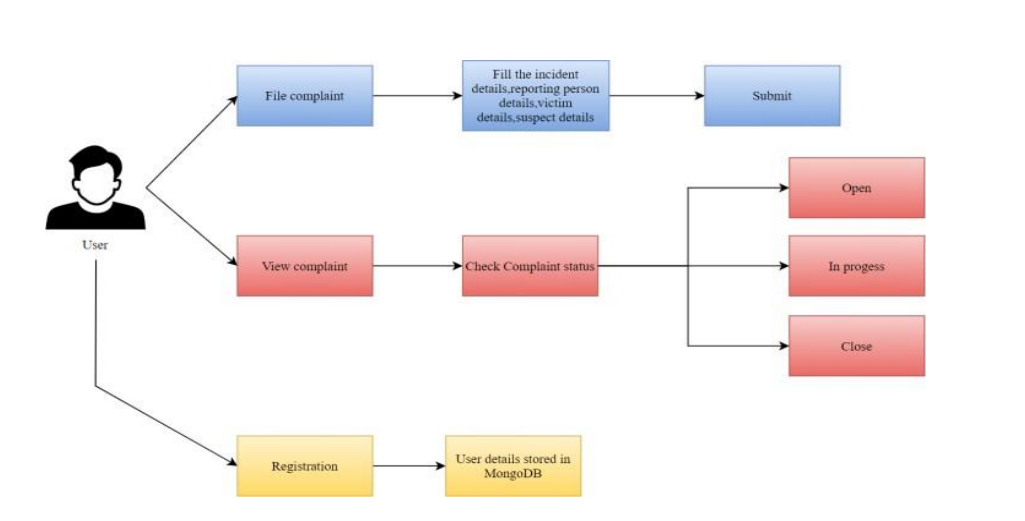 File complaint
Fill the incident
details,reporting person
details,victim
details,suspect details
Submit
User
View complaint
Check Complaint status
Open
In progess
Close
Registration
User details stored in
MongoDB